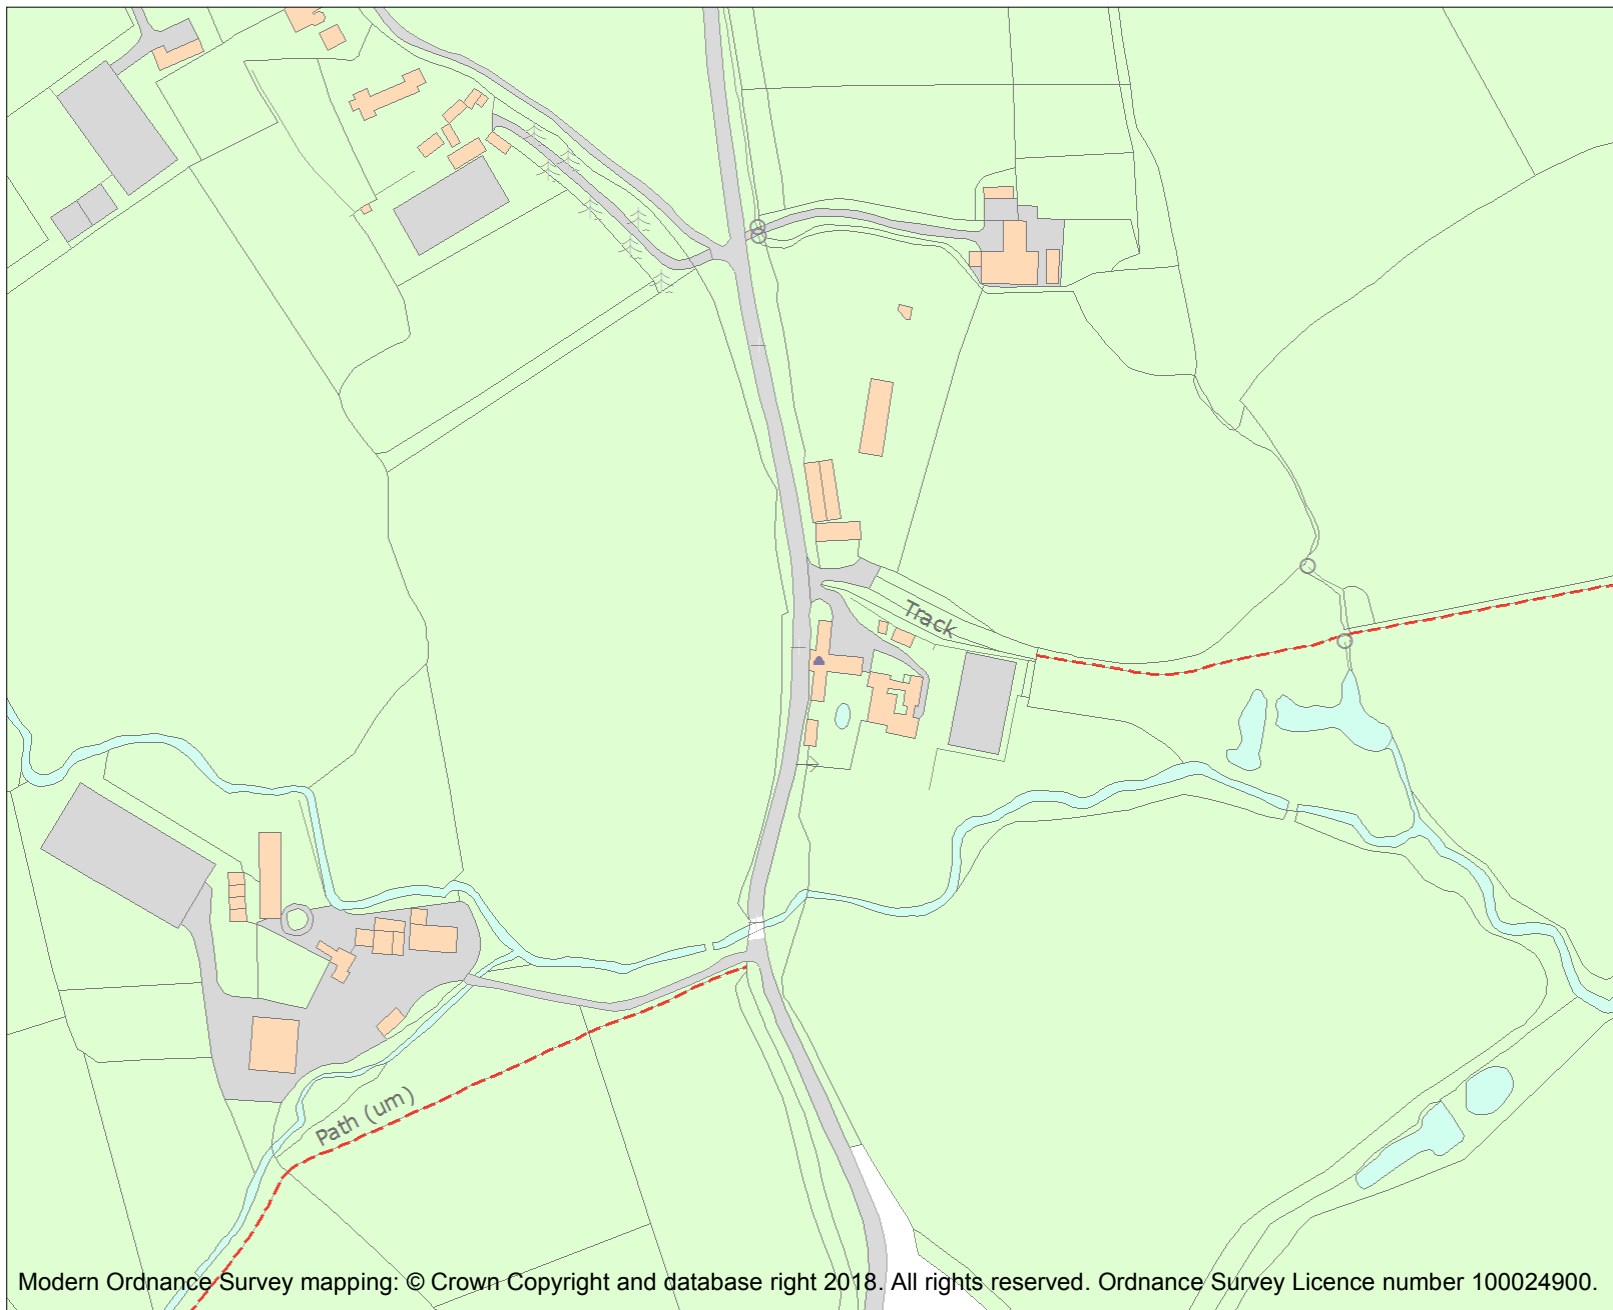 Track
Path (um)
Modern Ordnance Survey mapping: © Crown Copyright and database right 2018. All rights reserved. Ordnance Survey Licence number 100024900.